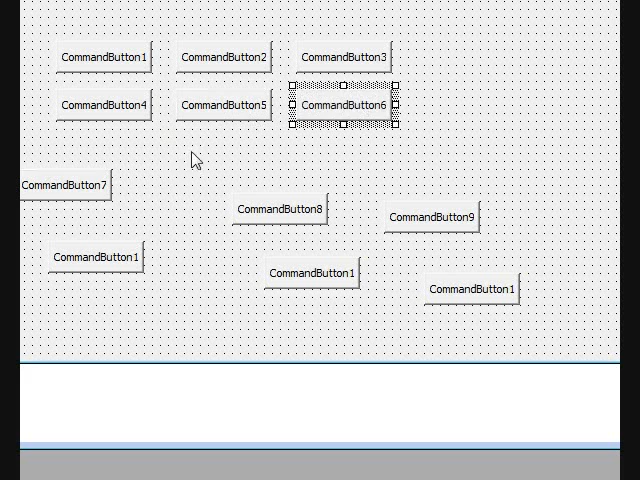 CommandButton1 CommandButton2 CommandButton3
CommandButton4 CommandButton5 CommandButton6
CommandButton7
CommandButton8
CommandButton9
CommandButton1
CommandButton1
CommandButton1